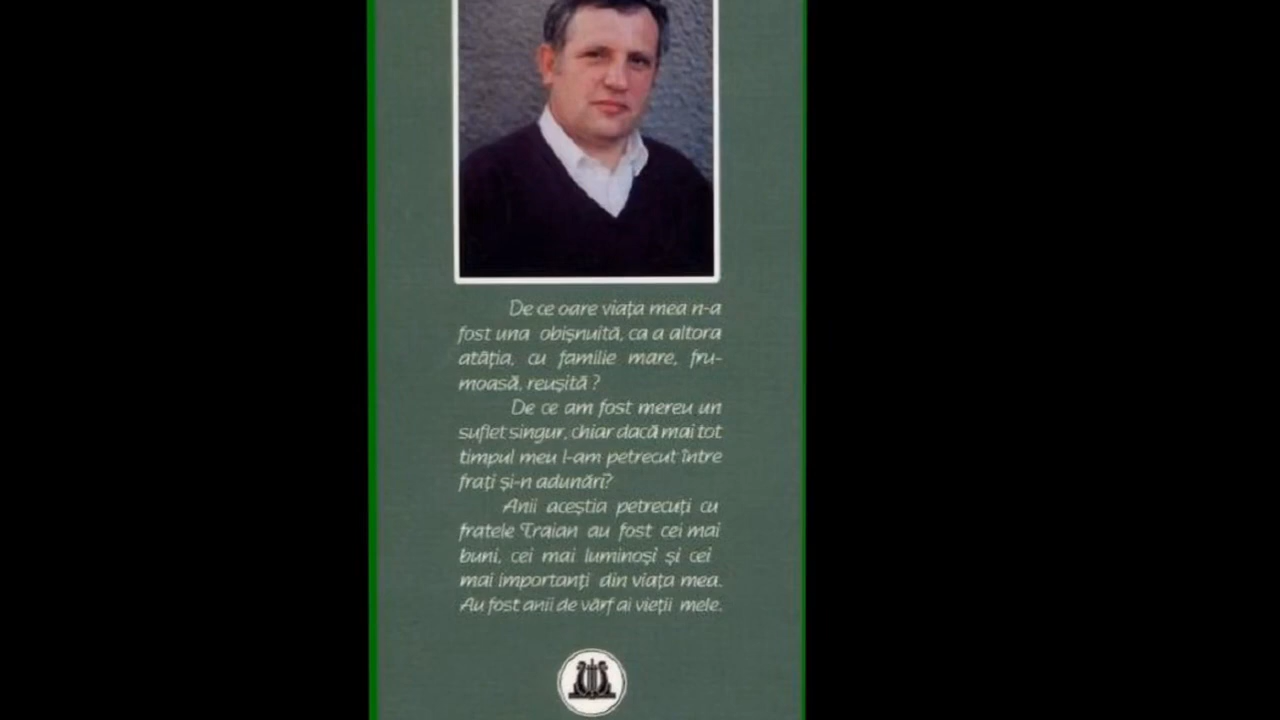 De ce oare viața mea n-a
fost una obișnuită, ca a altora
atâția, cu familie mare, fru-
moasă, reușită ?
De ce am fost mereu un
suflet singur, chiar dacă mai tot
timpul meu l-am petrecut între
frați și-n adunări?
Anii aceștia petrecuți cu
fratele Traian au fost cei mai
buni, cei mai luminoși și cei
mai importanți din viața mea.
Au fost anii de vârf ai vieții mele.